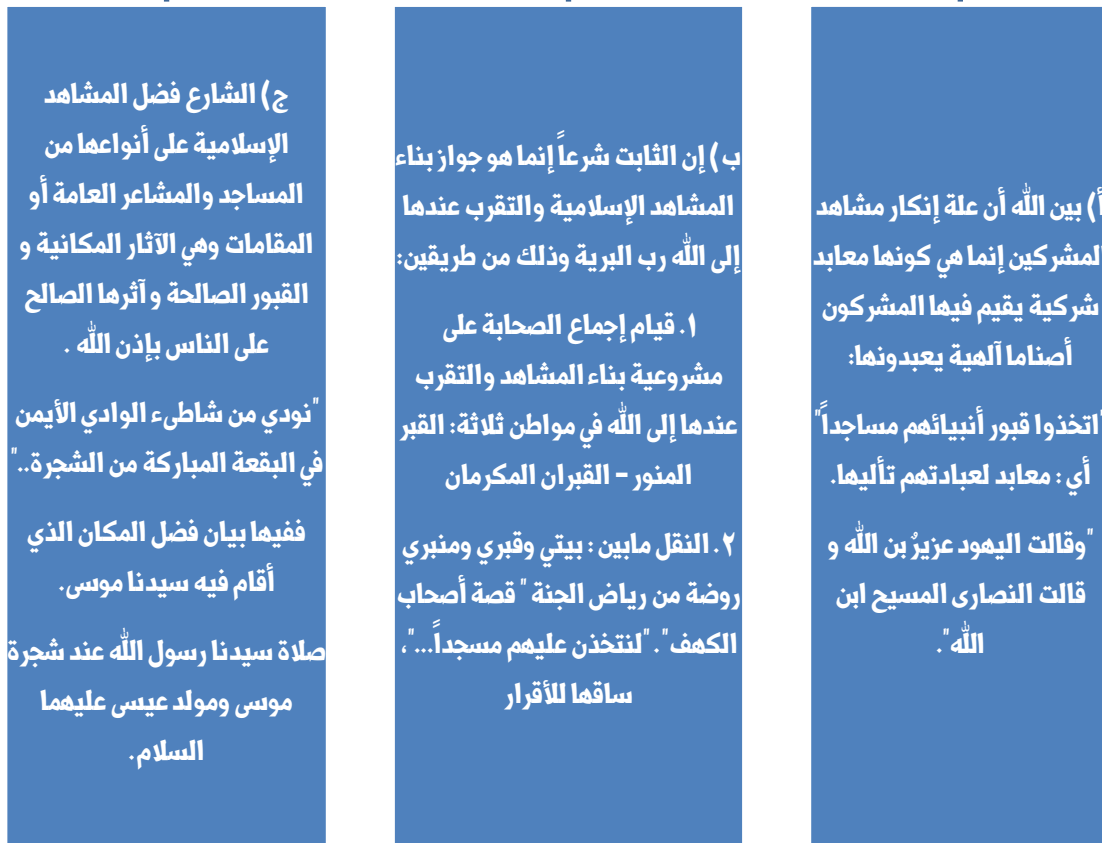 أ) بين الله أن علة إنكار مشاهد
المشركين إنما هي كونها معابد
شركية يقيم فيها المشركون
أصناما آلهية يعبدونها:
"اتخذوا قبور أنبيائهم مساجداً"
أي : معابد لعبادتهم تأليها.
"وقالت اليهود عزيرٌ بن الله و
قالت النصارى المسيح ابن
الله".
ب) إن الثابت شرعاً إنما هو جواز بناء
المشاهد الإسلامية والتقرب عندها
إلى الله رب البرية وذلك من طريقين:
١. قيام إجماع الصحابة على
مشروعية بناء المشاهد والتقرب
عندها إلى الله في مواطن ثلاثة: القبر
المنور – القبران المكرمان
٢. النقل مابين : بيتي وقبري ومنبري
روضة من رياض الجنة " قصة أصحاب
الكهف". "لنتخذن عليهم مسجداً..."،
ساقها للأقرار
ج) الشارع فضل المشاهد
الإسلامية على أنواعها من
المساجد والمشاعر العامة أو
المقامات وهي الآثار المكانية و
القبور الصالحة و آثرها الصالح
على الناس بإذن الله .
"نودي من شاطىء الوادي الأيمن
في البقعة المباركة من الشجرة.."
ففيها بيان فضل المكان الذي
أقام فيه سيدنا موسى.
صلاة سيدنا رسول الله عند شجرة
موسى ومولد عيسى عليهما
السلام.